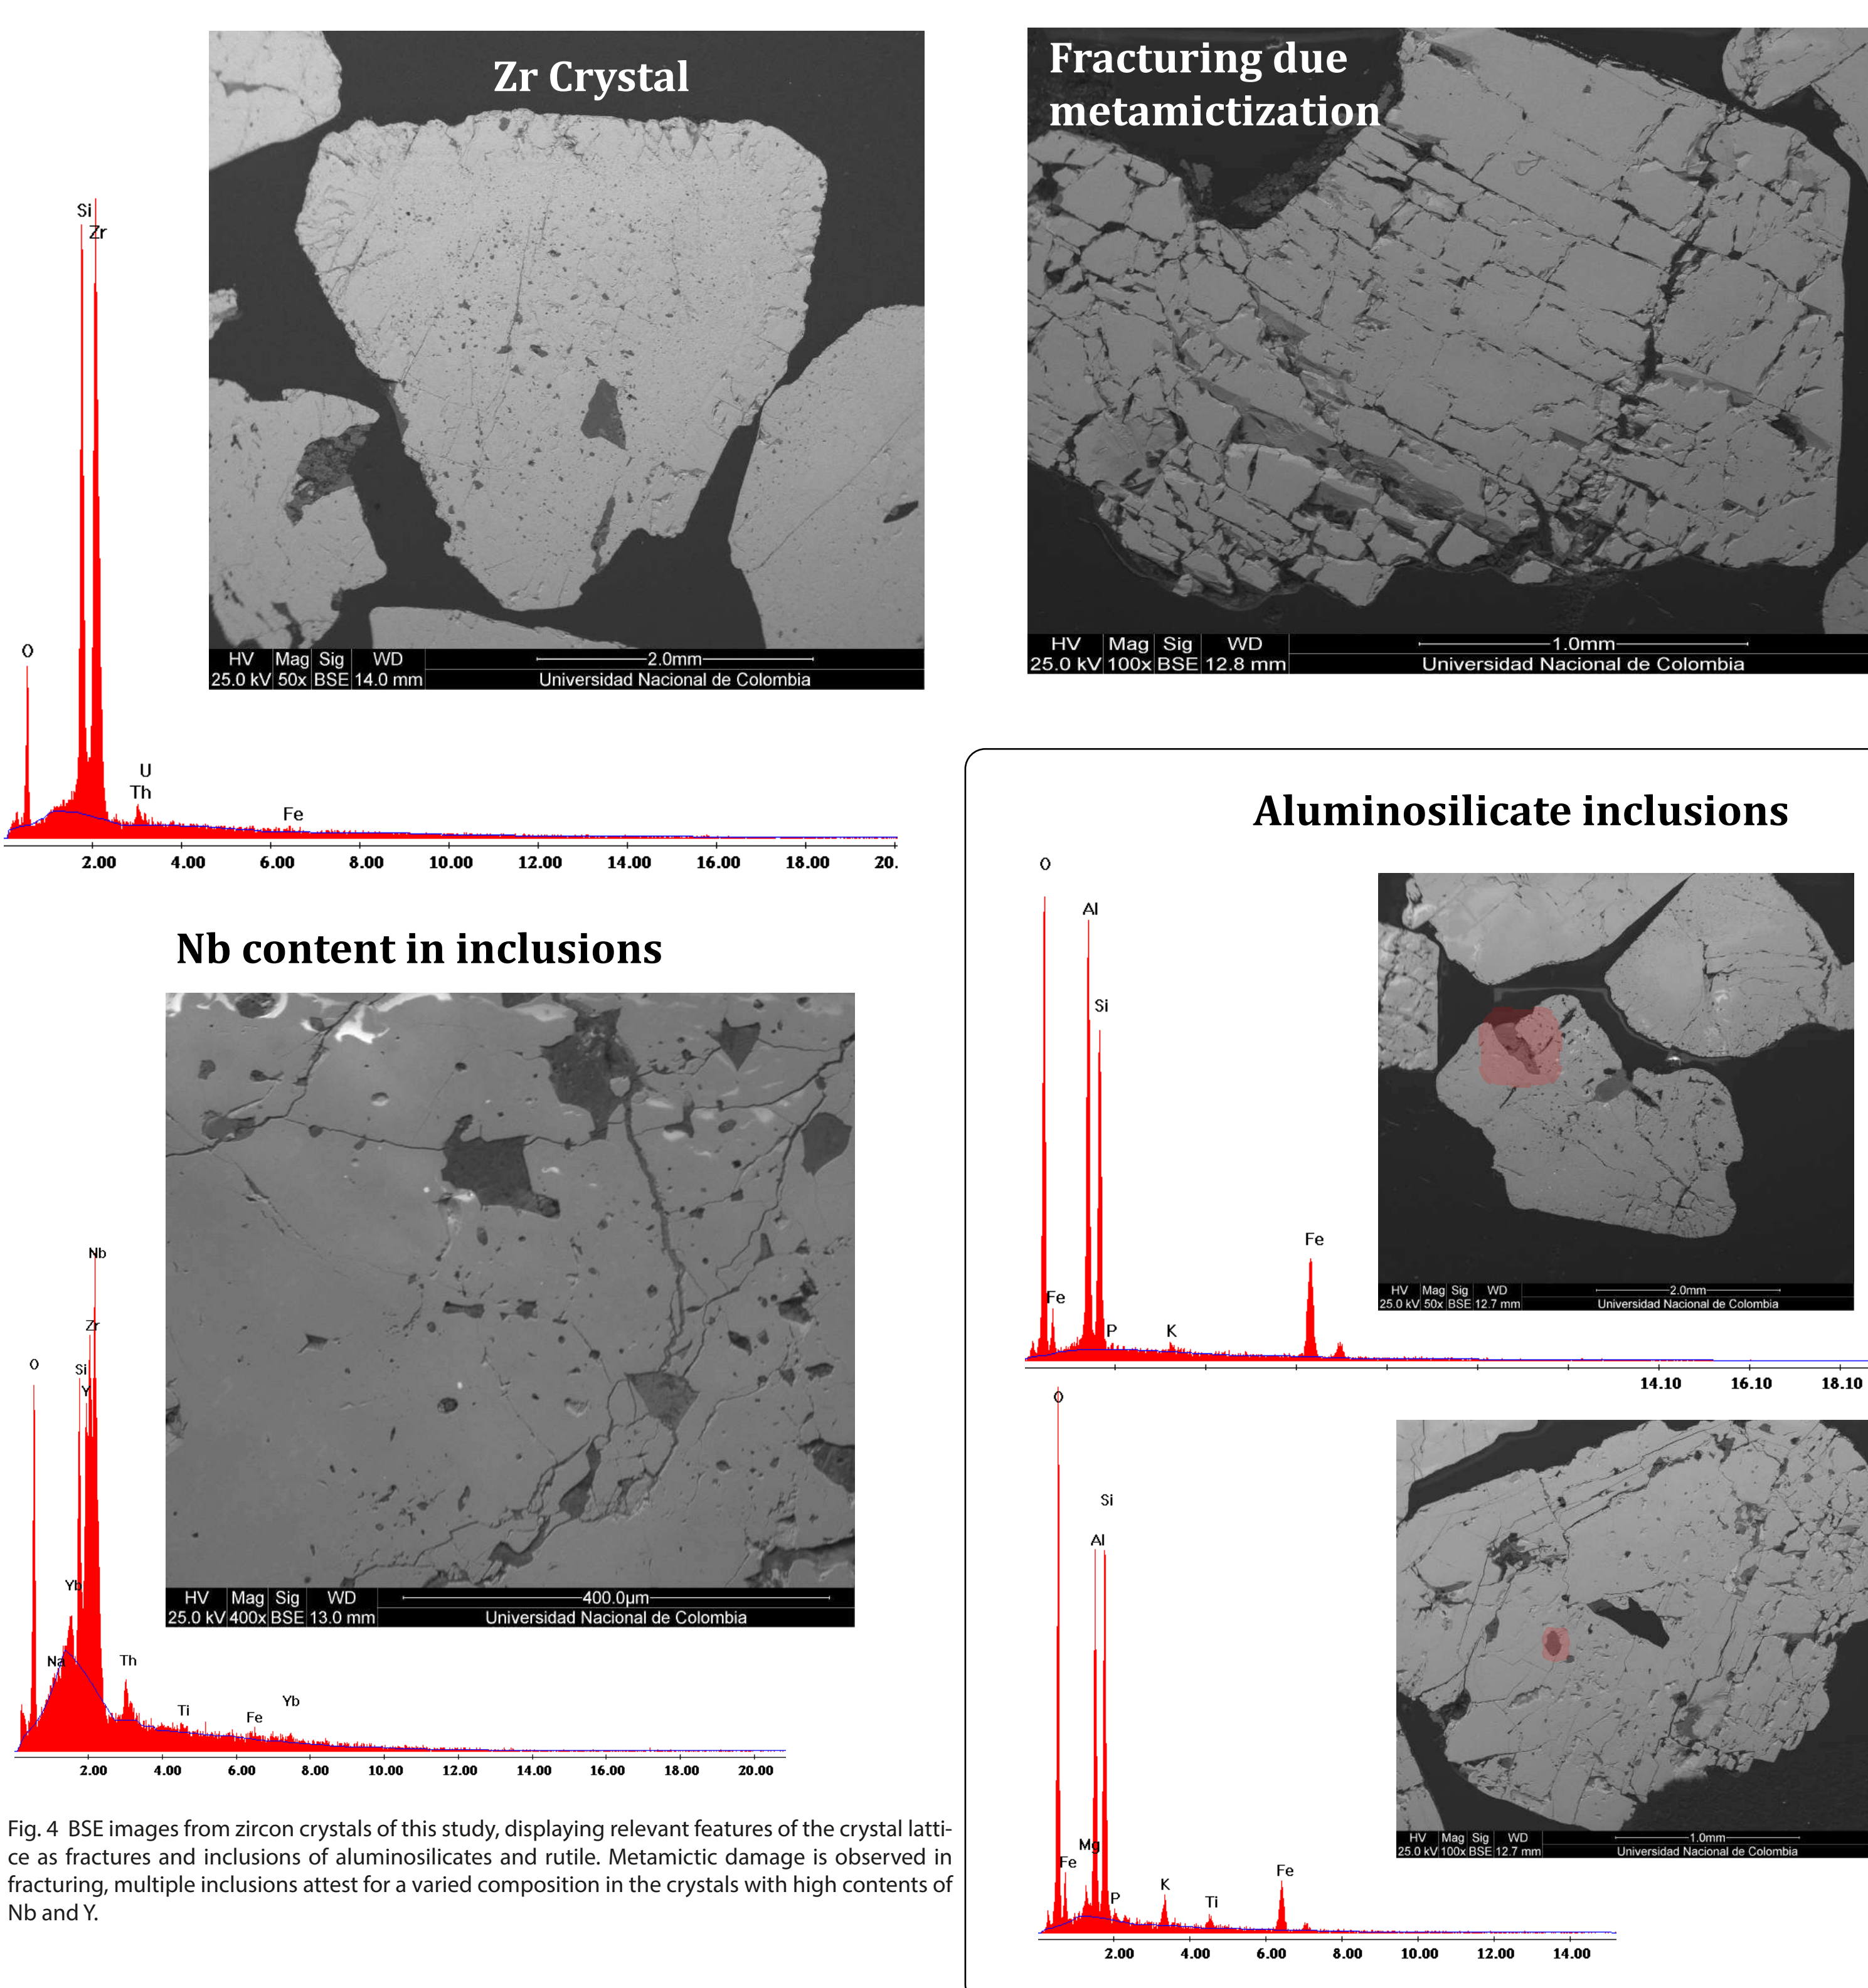 Zr Crystal
Si
Zr
O
U
Th
Fe
2.00 4.00 6.00 8.00 10.00 12.00 14.00 16.00 18.00 20.
HV Mag Sig WD 2.0mm
25.0 kV 50x BSE 14.0 mm Universidad Nacional de Colombia
Fracturing due
metamictization
HV Mag Sig WD 1.0mm
25.0 kV 100x BSE 12.8 mm Universidad Nacional de Colombia
Nb content in inclusions
Nb
Zr
O
Si
Y
Yb
Na
Th
Ti
Fe
Yb
2.00 4.00 6.00 8.00 10.00 12.00 14.00 16.00 18.00 20.00
HV Mag Sig WD 400.0µm
25.0 kV 400x BSE 13.0 mm Universidad Nacional de Colombia
Aluminosilicate inclusions
O
Al
Si
Fe
Fe
P
K
14.10 16.10 18.10
HV Mag Sig WD 2.0mm
25.0 kV 50x BSE 12.7 mm Universidad Nacional de Colombia
O
Si
Al
Mg
Fe
P
K
Ti
Fe
2.00 4.00 6.00 8.00 10.00 12.00 14.00
HV Mag Sig WD 1.0mm
25.0 kV 100x BSE 12.7 mm Universidad Nacional de Colombia
Fig. 4 BSE images from zircon crystals of this study, displaying relevant features of the crystal latti-
ce as fractures and inclusions of aluminosilicates and rutile. Metamictic damage is observed in
fracturing, multiple inclusions attest for a varied composition in the crystals with high contents of
Nb and Y.